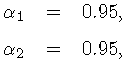 α₁ = 0.95,
α₂ = 0.95,